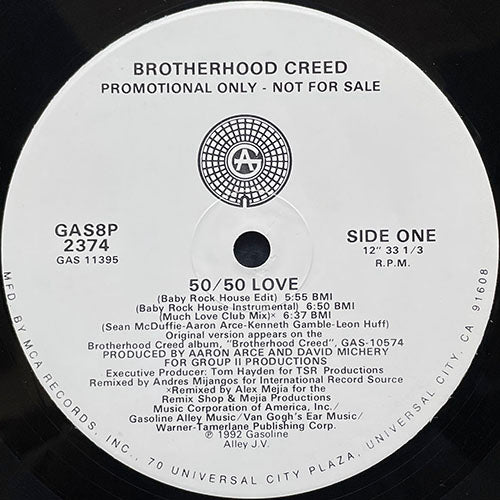 BROTHERHOOD CREED
PROMOTIONAL ONLY - NOT FOR SALE
AG
GAS8P
2374
GAS 11395
SIDE ONE
12" 33 1/3
R.P.M.
50/50 LOVE
(Baby Rock House Edit) 5:55 BMI
(Baby Rock House Instrumental) 6:50 BMI
(Much Love Club Mix)× 6:37 BMI
(Sean McDuffie-Aaron Arce-Kenneth Gamble-Leon Huff)
Original version appears on the
Brotherhood Creed album, "Brotherhood Creed", GAS-10574
PRODUCED BY AARON ARCE AND DAVID MICHERY
FOR GROUP II PRODUCTIONS
Executive Producer: Tom Hayden for TSR Productions
Remixed by Andres Mijangos for International Record Source
×Remixed by Alex Mejia for the
Remix Shop & Mejia Productions
Music Corporation of America, Inc./
Gasoline Alley Music/Van Gogh's Ear Music/
Warner-Tamerlane Publishing Corp.
℗ 1992 Gasoline
Alley J.V.
MFD. BY MCA RECORDS, INC., 70 UNIVERSAL CITY PLAZA, UNIVERSAL CITY, CA. 91608